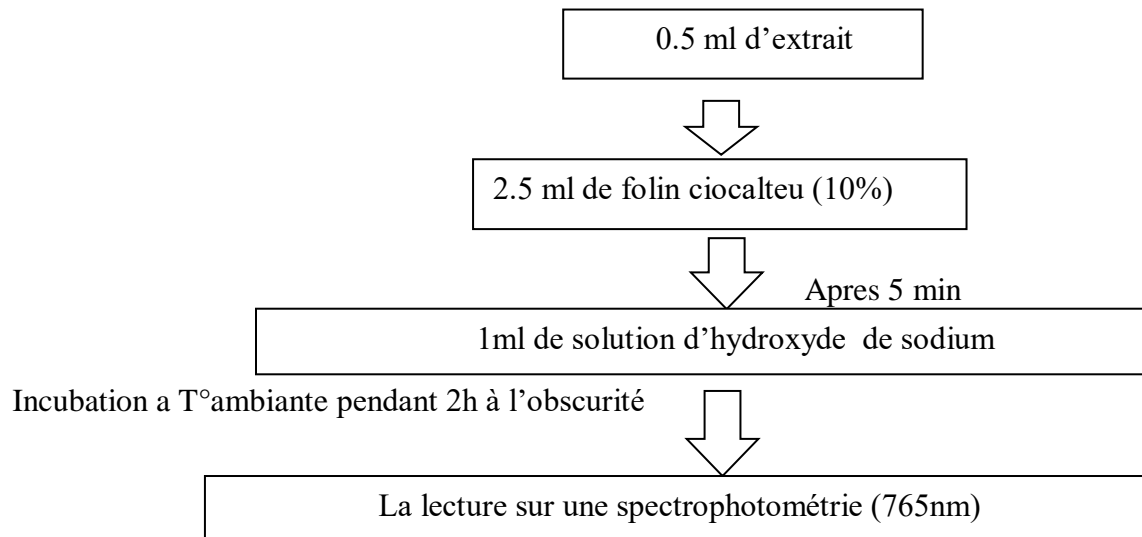 0.5 ml d’extrait
2.5 ml de folin ciocalteu (10%)
Apres 5 min
1ml de solution d’hydroxyde de sodium
Incubation a T°ambiante pendant 2h à l’obscurité
La lecture sur une spectrophotométrie (765nm)